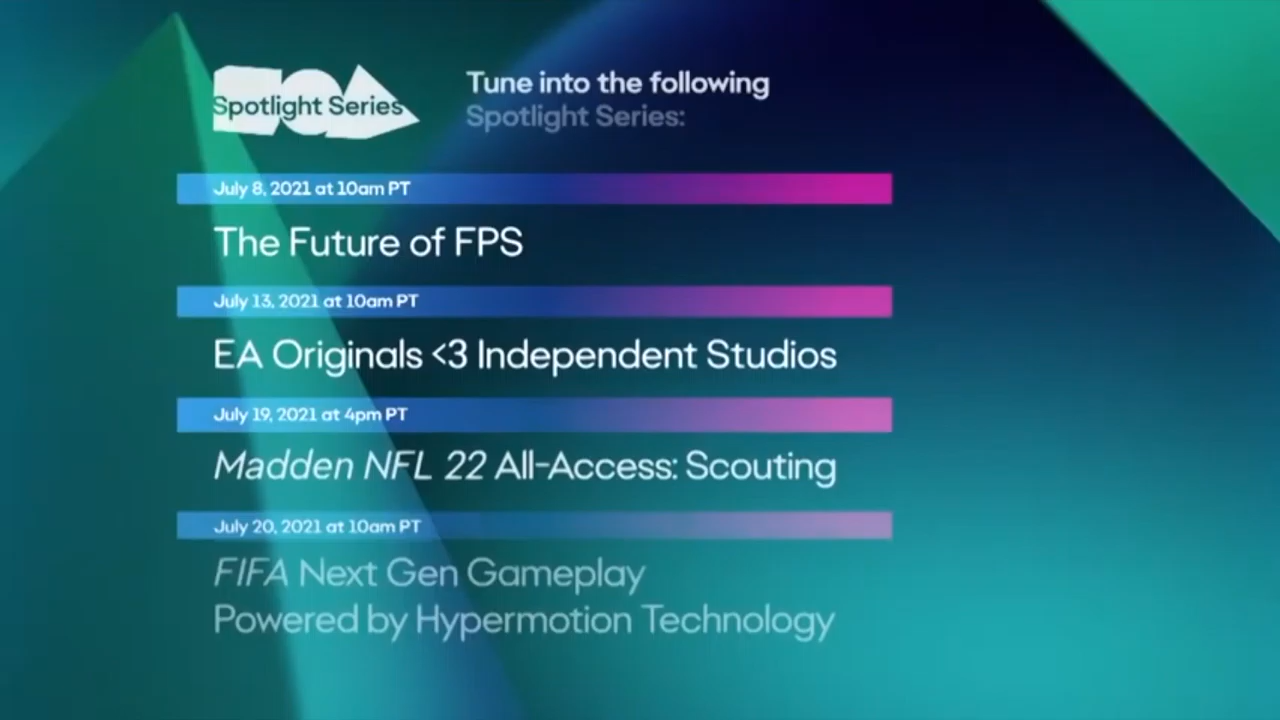 Spotlight Series
Tune into the following
Spotlight Series:
July 8, 2021 at 10am PT
The Future of FPS
July 13, 2021 at 10am PT
EA Originals <3 Independent Studios
July 19, 2021 at 4pm PT
Madden NFL 22 All-Access: Scouting
July 20, 2021 at 10am PT
FIFA Next Gen Gameplay
Powered by Hypermotion Technology